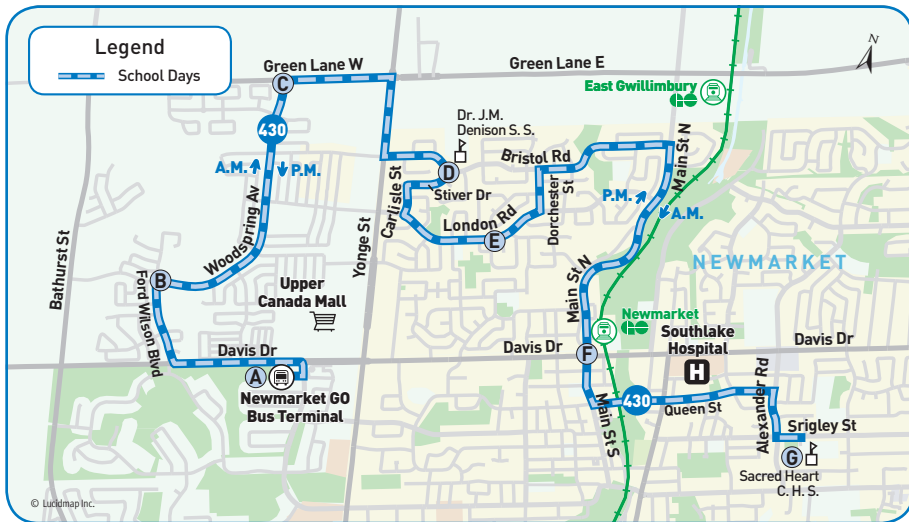 Legend
School Days
Green Lane W
Green Lane E
N
C
East Gwillimbury
GO
430
Dr. J.M.
Denison S. S.
Bristol Rd
Main St N
A.M.
P.M.
D
Stiver Dr
Carlisle St
Dorchester
St
P.M.
A.M.
London Rd
E
Woodspring Av
Yonge St
Bathurst St
B
Ford Wilson Blvd
Upper
Canada Mall
Main St N
NEWMARKET
Newmarket
GO
Southlake
Hospital
H
Davis Dr
Davis Dr
Davis Dr
F
A
Newmarket GO
Bus Terminal
430
Queen St
Main St S
Alexander Rd
Srigley St
G
Sacred Heart
C. H. S.
© Lucidmap Inc.